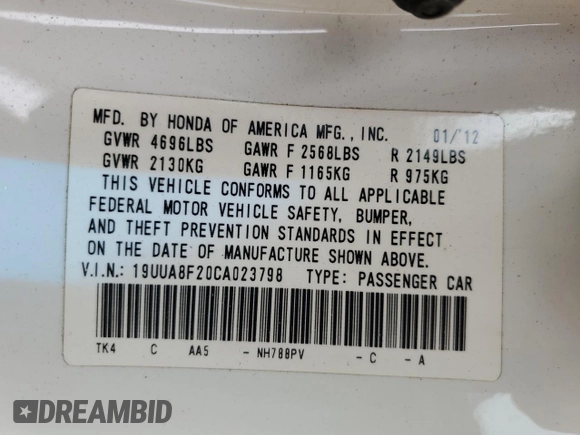 MFD. BY HONDA OF AMERICA MFG., INC. 01/'12
GVWR 4696LBS GAWR F 2568LBS R 2149LBS
GVWR 2130KG GAWR F 1165KG R 975KG
THIS VEHICLE CONFORMS TO ALL APPLICABLE
FEDERAL MOTOR VEHICLE SAFETY, BUMPER,
AND THEFT PREVENTION STANDARDS IN EFFECT
ON THE DATE OF MANUFACTURE SHOWN ABOVE.
V.I.N.: 19UUA8F20CA023798 TYPE: PASSENGER CAR
TK4 C AA5 - NH788PV - C - A
DREAMBID